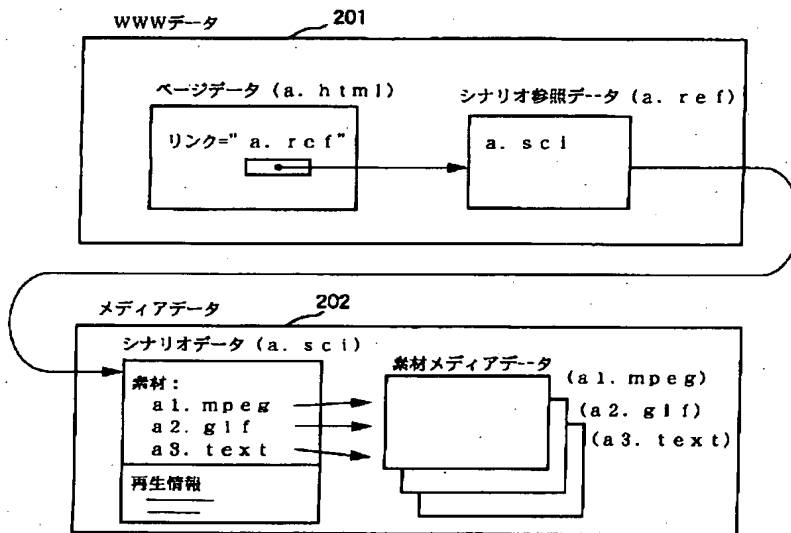 WWWデータ
201
ページデータ (a. html)
シナリオ参照データ (a. ref)
リンク="a. rcf"
a. sci
メディアデータ
202
シナリオデータ (a. sci)
素材メディアデータ
(a1. mpeg)
(a2. gif)
(a3. text)
素材:
a1. mpeg
a2. gif
a3. text
再生情報